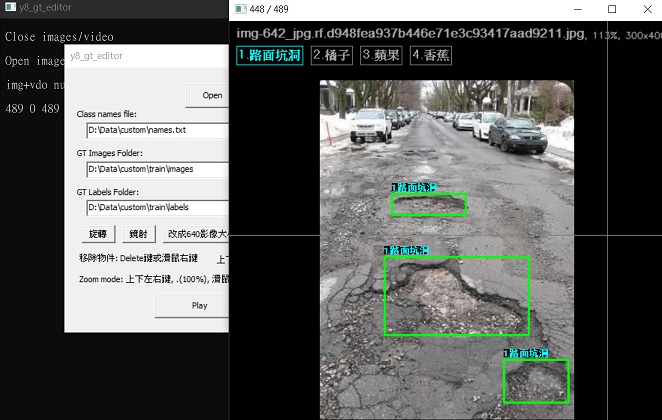 y8_gt_editor
Close images/video
Open image
img+vdo nu
489 0 489
y8_gt_editor
Open
Class names file:
D:\Data\custom\names.txt
GT Images Folder:
D:\Data\custom\train\images
GT Labels Folder:
D:\Data\custom\train\labels
旋轉 鏡射 改成640影像大小
移除物件: Delete鍵或滑鼠右鍵 上下
Zoom mode: 上下左右鍵, .(100%), 滑鼠
Play
448 / 489
img-642_jpg.rf.d948fea937b446e71e3c93417aad9211.jpg, 113%, 300x400
1.路面坑洞 2.橘子 3.蘋果 4.香蕉
1路面坑洞
1路面坑洞
1路面坑洞